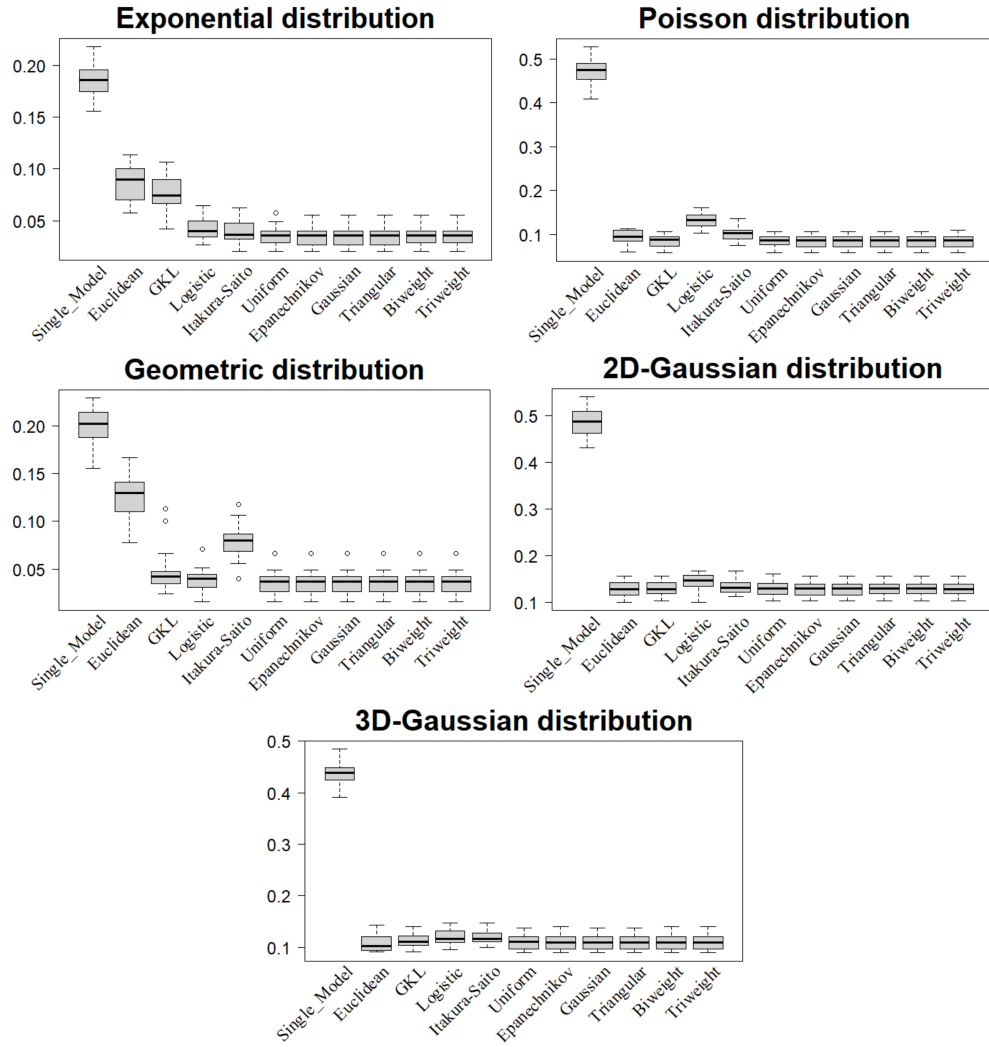 Exponential distribution
0.20
0.15
0.10
0.05
Single_Model
Euclidean
GKL
Logistic
Itakura-Saito
Uniform
Epanechnikov
Gaussian
Triangular
Biweight
Triweight
Poisson distribution
0.5
0.4
0.3
0.2
0.1
Single_Model
Euclidean
GKL
Logistic
Itakura-Saito
Uniform
Epanechnikov
Gaussian
Triangular
Biweight
Triweight
Geometric distribution
0.20
0.15
0.10
0.05
Single_Model
Euclidean
GKL
Logistic
Itakura-Saito
Uniform
Epanechnikov
Gaussian
Triangular
Biweight
Triweight
2D-Gaussian distribution
0.5
0.4
0.3
0.2
0.1
Single_Model
Euclidean
GKL
Logistic
Itakura-Saito
Uniform
Epanechnikov
Gaussian
Triangular
Biweight
Triweight
3D-Gaussian distribution
0.5
0.4
0.3
0.2
0.1
Single_Model
Euclidean
GKL
Logistic
Itakura-Saito
Uniform
Epanechnikov
Gaussian
Triangular
Biweight
Triweight